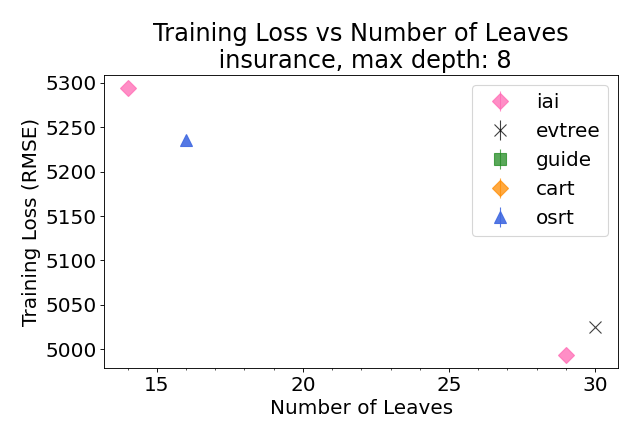 Training Loss vs Number of Leaves
insurance, max depth: 8
Training Loss (RMSE)
5300
5250
5200
5150
5100
5050
5000
iai
evtree
guide
cart
osrt
15
20
25
30
Number of Leaves